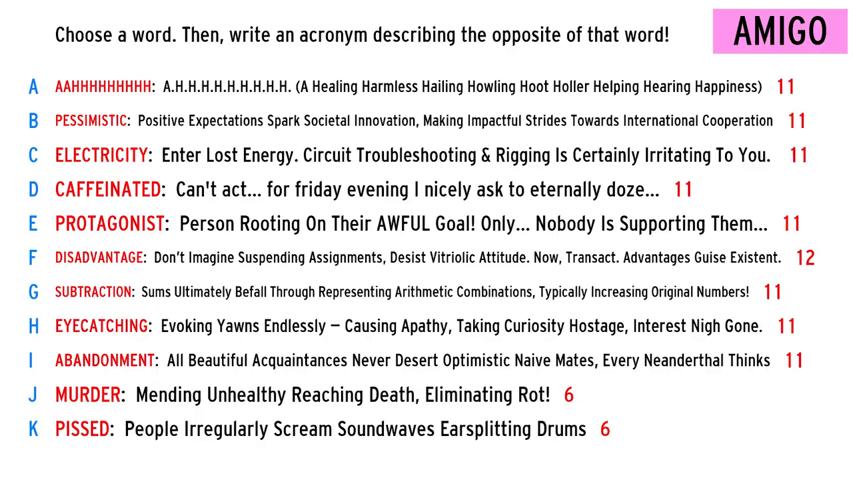 Choose a word. Then, write an acronym describing the opposite of that word!
AMIGO
A AAHHHHHHHHH: A.H.H.H.H.H.H.H.H.H. (A Healing Harmless Hailing Howling Hoot Holler Helping Hearing Happiness) 11
B PESSIMISTIC: Positive Expectations Spark Societal Innovation, Making Impactful Strides Towards International Cooperation 11
C ELECTRICITY: Enter Lost Energy. Circuit Troubleshooting & Rigging Is Certainly Irritating To You. 11
D CAFFEINATED: Can't act... for friday evening I nicely ask to eternally doze... 11
E PROTAGONIST: Person Rooting On Their AWFUL Goal! Only... Nobody Is Supporting Them... 11
F DISADVANTAGE: Don't Imagine Suspending Assignments, Desist Vitriolic Attitude. Now, Transact. Advantages Guise Existent. 12
G SUBTRACTION: Sums Ultimately Befall Through Representing Arithmetic Combinations, Typically Increasing Original Numbers! 11
H EYECATCHING: Evoking Yawns Endlessly – Causing Apathy, Taking Curiosity Hostage, Interest Nigh Gone. 11
I ABANDONMENT: All Beautiful Acquaintances Never Desert Optimistic Naive Mates, Every Neanderthal Thinks 11
J MURDER: Mending Unhealthy Reaching Death, Eliminating Rot! 6
K PISSED: People Irregularly Scream Soundwaves Earsplitting Drums 6